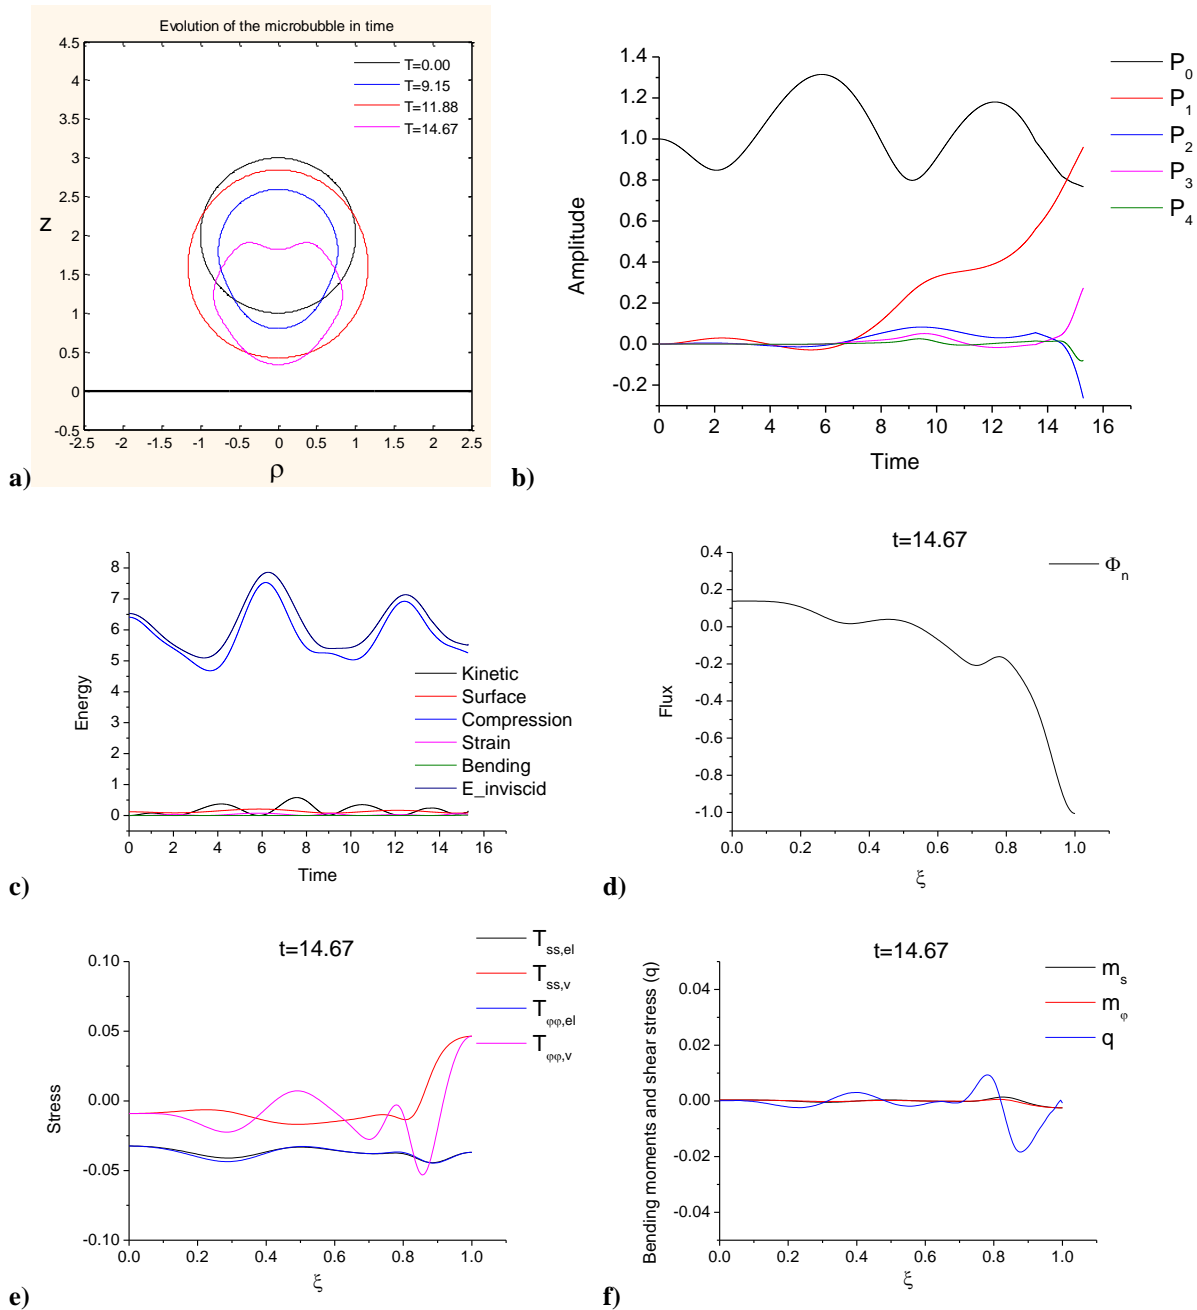 Evolution of the microbubble in time
4.5
4
3.5
3
2.5
2
1.5
1
0.5
0
-0.5
z
T=0.00
T=9.15
T=11.88
T=14.67
-2.5 -2 -1.5 -1 -0.5 0 0.5 1 1.5 2 2.5
ρ
a)
1.4
1.2
1.0
0.8
0.6
0.4
0.2
0.0
-0.2
Amplitude
P0
P1
P2
P3
P4
0 2 4 6 8 10 12 14 16
Time
b)
8
7
6
5
4
3
2
1
0
Energy
Kinetic
Surface
Compression
Strain
Bending
E_inviscid
0 2 4 6 8 10 12 14 16
Time
c)
t=14.67
0.4
0.2
0.0
-0.2
-0.4
-0.6
-0.8
-1.0
Flux
Φn
0.0 0.2 0.4 0.6 0.8 1.0
ξ
d)
t=14.67
0.10
0.05
0.00
-0.05
-0.10
Stress
Tss,el
Tss,v
Tφφ,el
Tφφ,v
0.0 0.2 0.4 0.6 0.8 1.0
ξ
e)
t=14.67
0.04
0.02
0.00
-0.02
-0.04
Bending moments and shear stress (q)
ms
mφ
q
0.0 0.2 0.4 0.6 0.8 1.0
ξ
f)